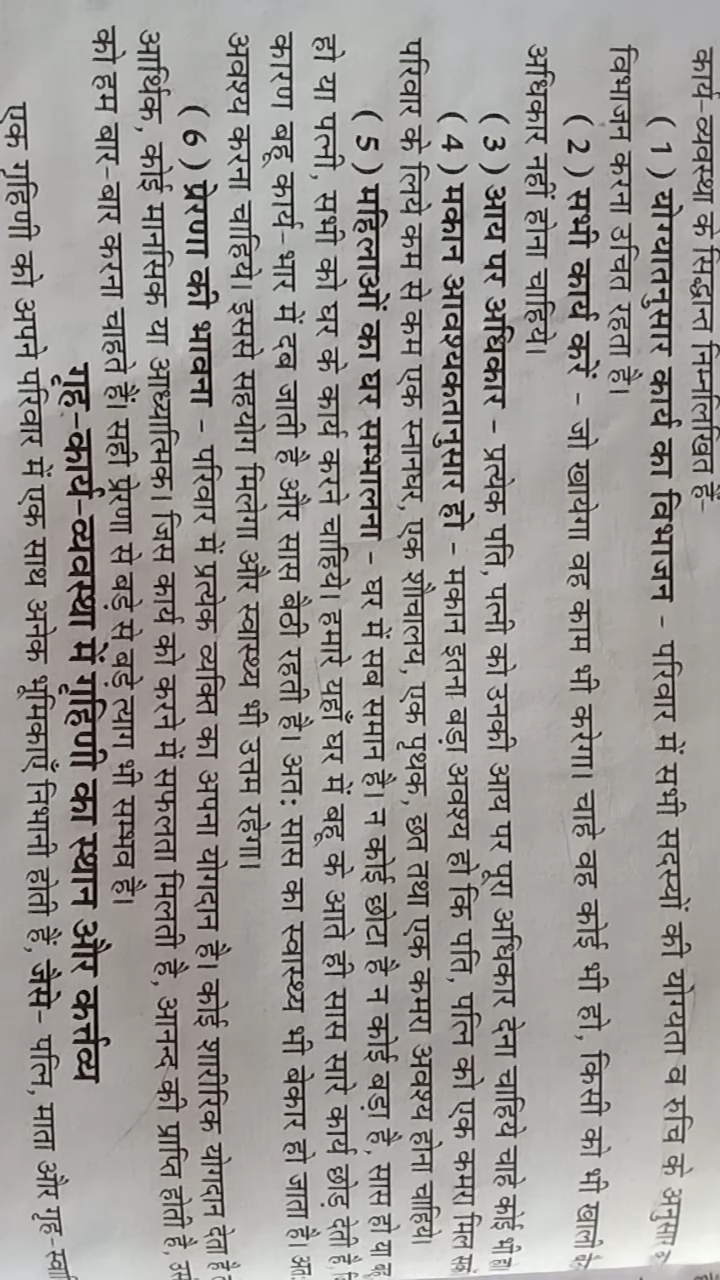 कार्य-व्यवस्था के सिद्धान्त निम्नलिखित हैं-
( 1 ) योग्यातनुसार कार्य का विभाजन - परिवार में सभी सदस्यों की योग्यता व रुचि के अनुसार
विभाजन करना उचित रहता है।
( 2 ) सभी कार्य करें - जो खायेगा वह काम भी करेगा। चाहे वह कोई भी हो, किसी को भी खाली
अधिकार नहीं होना चाहिये।
( 3 ) आय पर अधिकार - प्रत्येक पति, पत्नी को उनकी आय पर पूरा अधिकार देना चाहिये चाहे कोई भी हो
( 4 ) मकान आवश्यकतानुसार हो - मकान इतना बड़ा अवश्य हो कि पति, पत्नि को एक कमरा मिल
परिवार के लिये कम से कम एक स्नानघर, एक शौचालय, एक पृथक, छत तथा एक कमरा अवश्य होना चाहिये।
( 5 ) महिलाओं का घर सम्भालना - घर में सब समान हैं। न कोई छोटा है न कोई बड़ा है, सास हो या
हो या पत्नी, सभी को घर के कार्य करने चाहिये। हमारे यहाँ घर में बहू के आते ही सास सारे कार्य छोड़ देती है
कारण बहू कार्य-भार में दब जाती है और सास बैठी रहती है। अतः सास का स्वास्थ्य भी बेकार हो जाता है। अतः
अवश्य करना चाहिये। इससे सहयोग मिलेगा और स्वास्थ्य भी उत्तम रहेगा।
( 6 ) प्रेरणा की भावना - परिवार में प्रत्येक व्यक्ति का अपना योगदान है। कोई शारीरिक योगदान देता है
आर्थिक, कोई मानसिक या आध्यात्मिक। जिस कार्य को करने में सफलता मिलती है, आनन्द की प्राप्ति होती है,
को हम बार-बार करना चाहते हैं। सही प्रेरणा से बड़े से बड़े त्याग भी सम्भव है।
गृह-कार्य-व्यवस्था में गृहिणी का स्थान और कर्त्तव्य
एक गृहिणी को अपने परिवार में एक साथ अनेक भूमिकाएँ निभानी होती हैं, जैसे- पत्नि, माता और